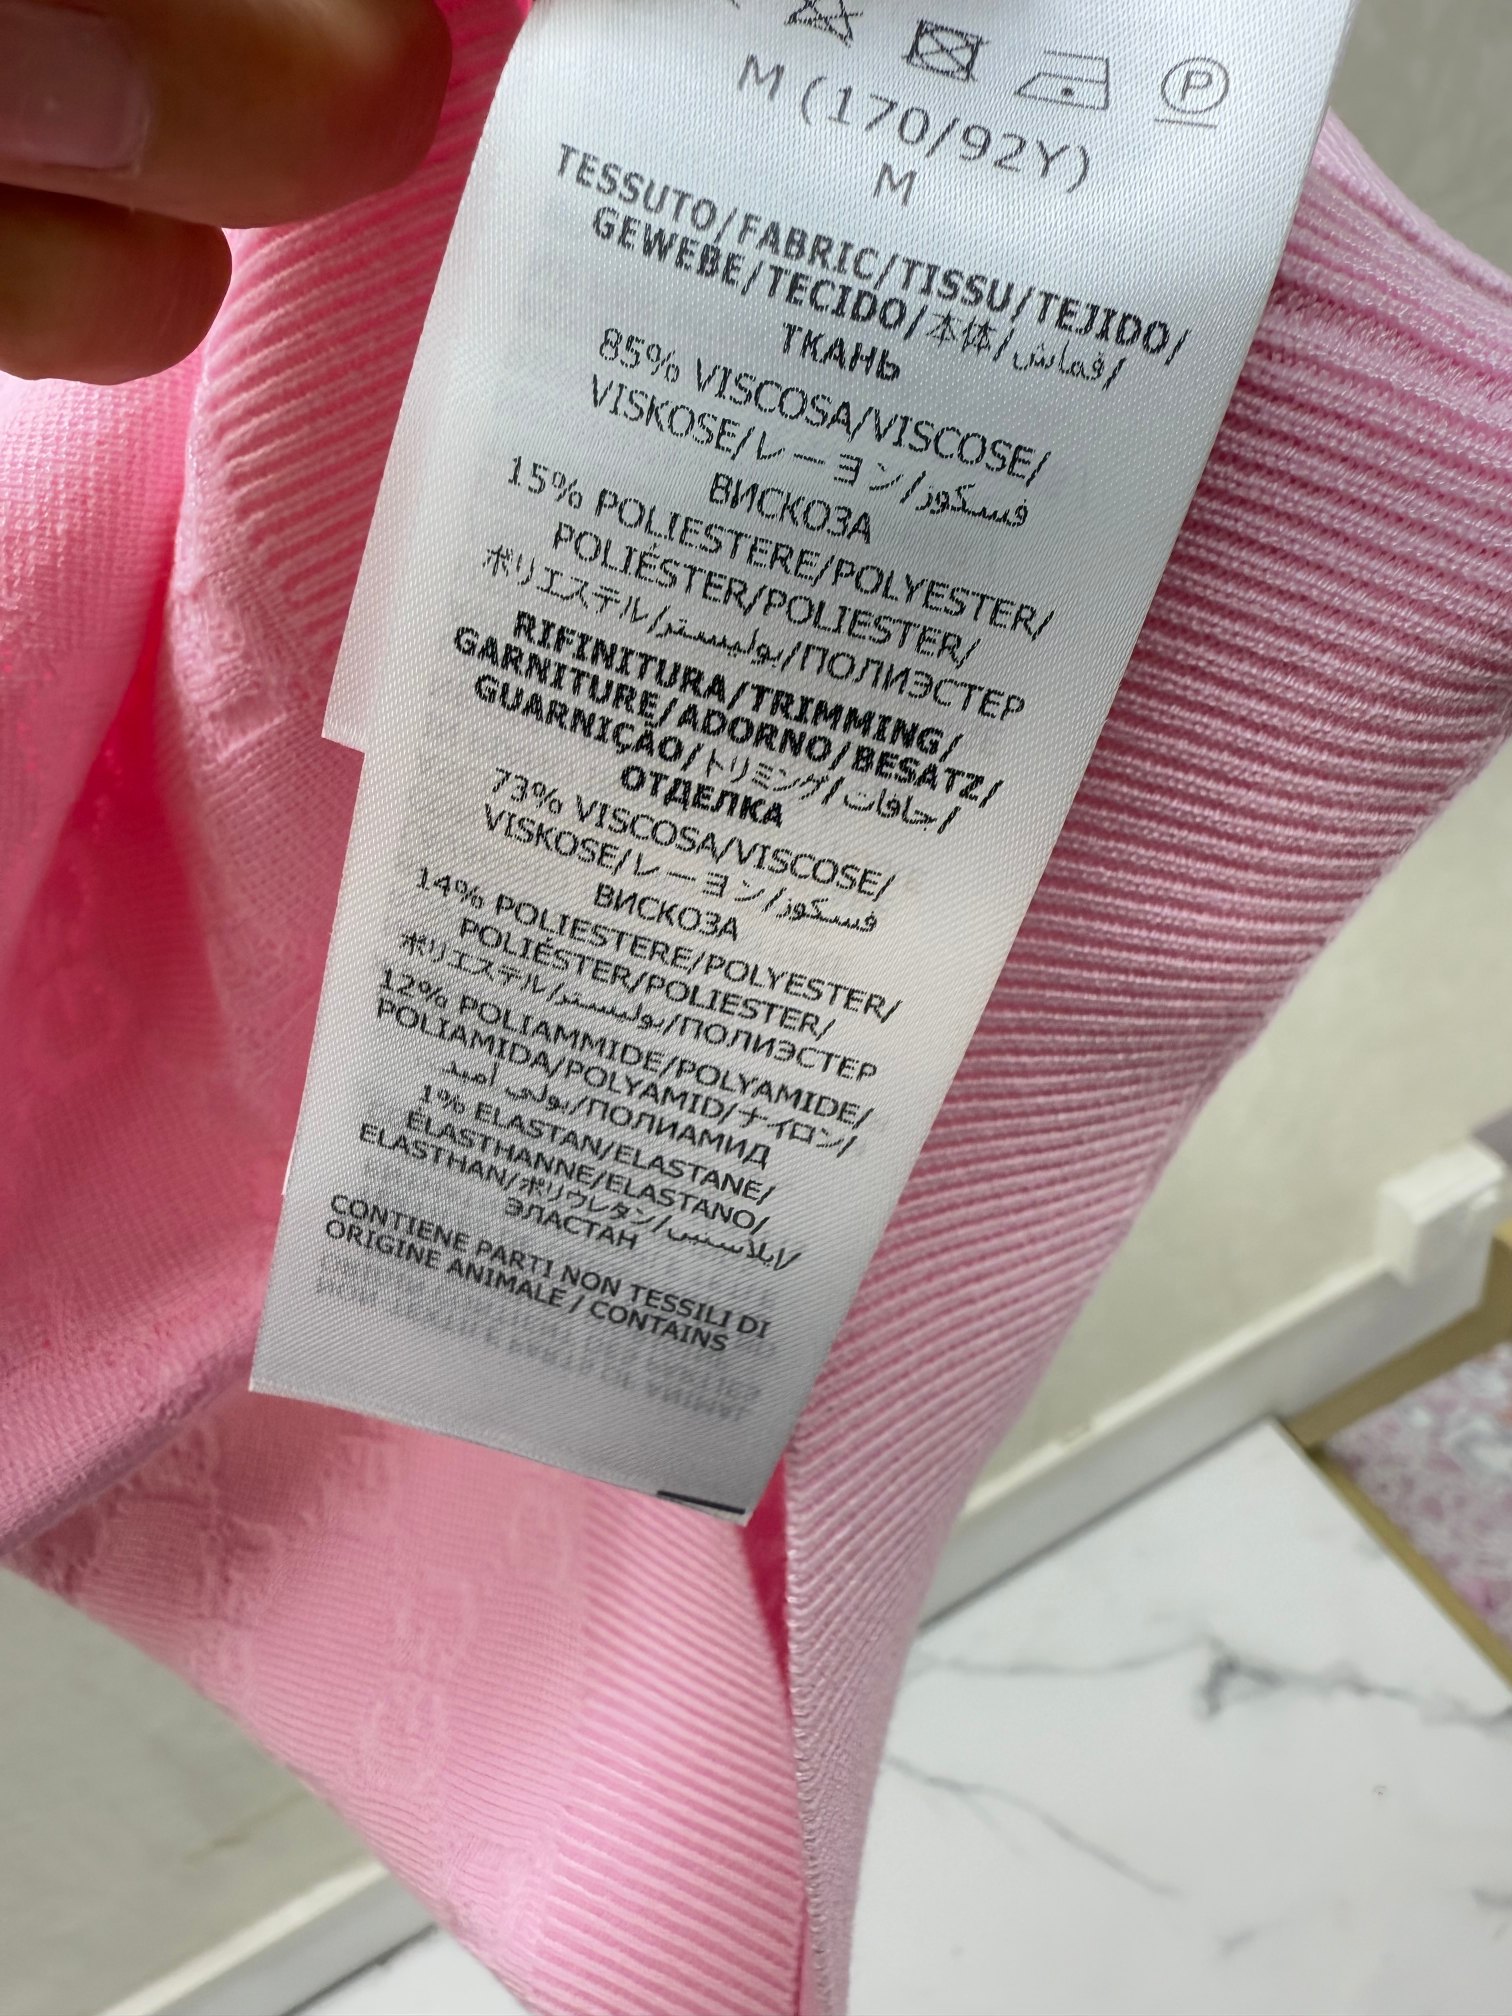 P
M (170/92Y)
M
TESSUTO/FABRIC/TISSU/TEJIDO/
GEWEBE/TECIDO/本体/قماش/
ТКАНЬ
85% VISCOSA/VISCOSE/
VISKOSE/レーヨン/فسكوز/
ВИСКОЗА
15% POLIESTERE/POLYESTER/
POLIÉSTER/POLIESTER/
ポリエステル/بوليستر/ПОЛИЭСТЕР
RIFINITURA/TRIMMING/
GARNITURE/ADORNO/BESATZ/
GUARNIÇÃO/トリミング/حافات/
ОТДЕЛКА
73% VISCOSA/VISCOSE/
VISKOSE/レーヨン/فسكوز/
ВИСКОЗА
14% POLIESTERE/POLYESTER/
POLIÉSTER/POLIESTER/
ポリエステル/بوليستر/ПОЛИЭСТЕР
12% POLIAMMIDE/POLYAMIDE/
POLIAMIDA/POLYAMID/ナイロン/
بولي أميد/ПОЛИАМИД
1% ELASTAN/ELASTANE/
ÉLASTHANNE/ELASTANO/
ELASTHAN/ポリウレタン/إيلاستين/
ЭЛАСТАН
CONTIENE PARTI NON TESSILI DI
ORIGINE ANIMALE / CONTAINS